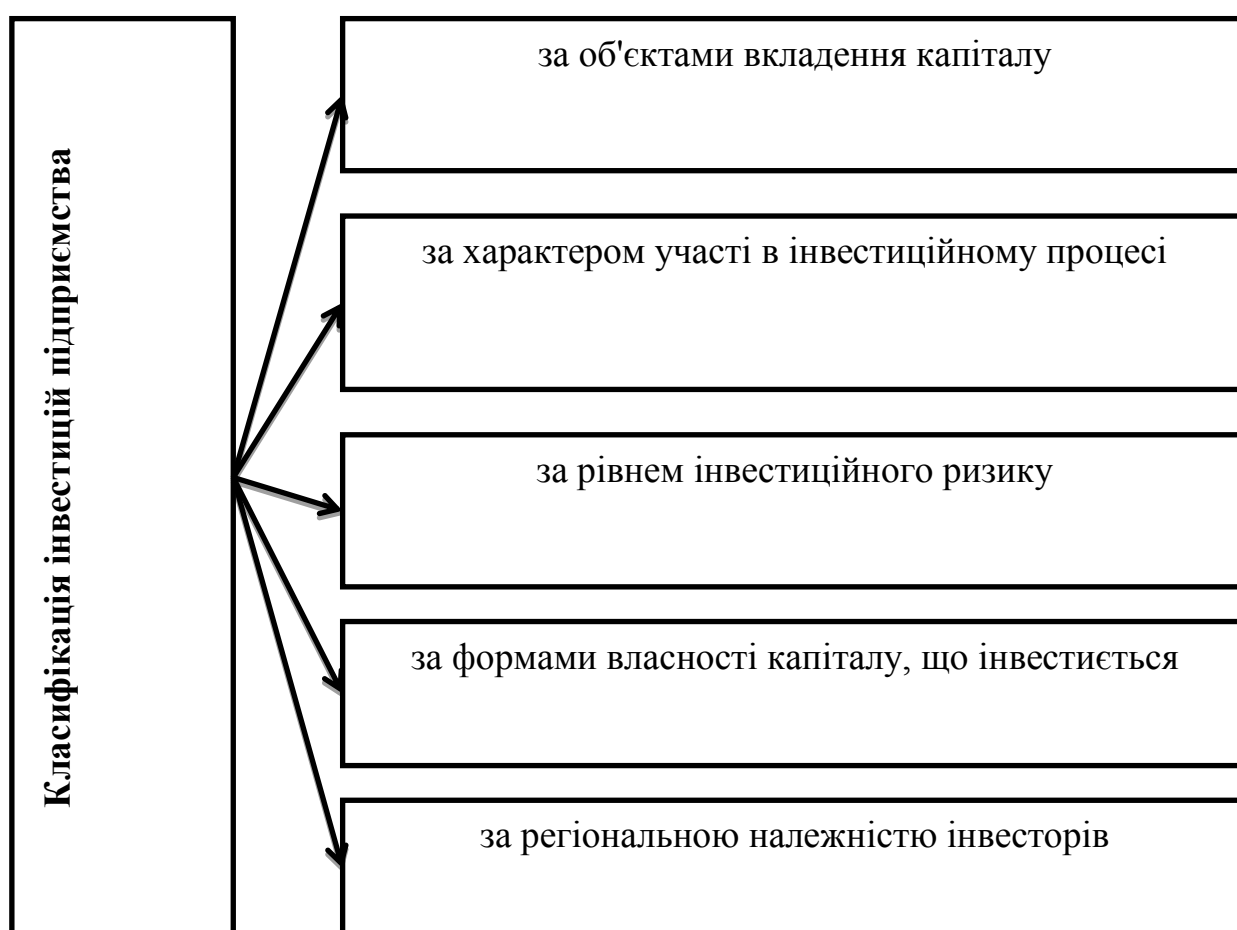 Класифікація інвестицій підприємства
за об'єктами вкладення капіталу
за характером участі в інвестиційному процесі
за рівнем інвестиційного ризику
за формами власності капіталу, що інвестиється
за регіональною належністю інвесторів